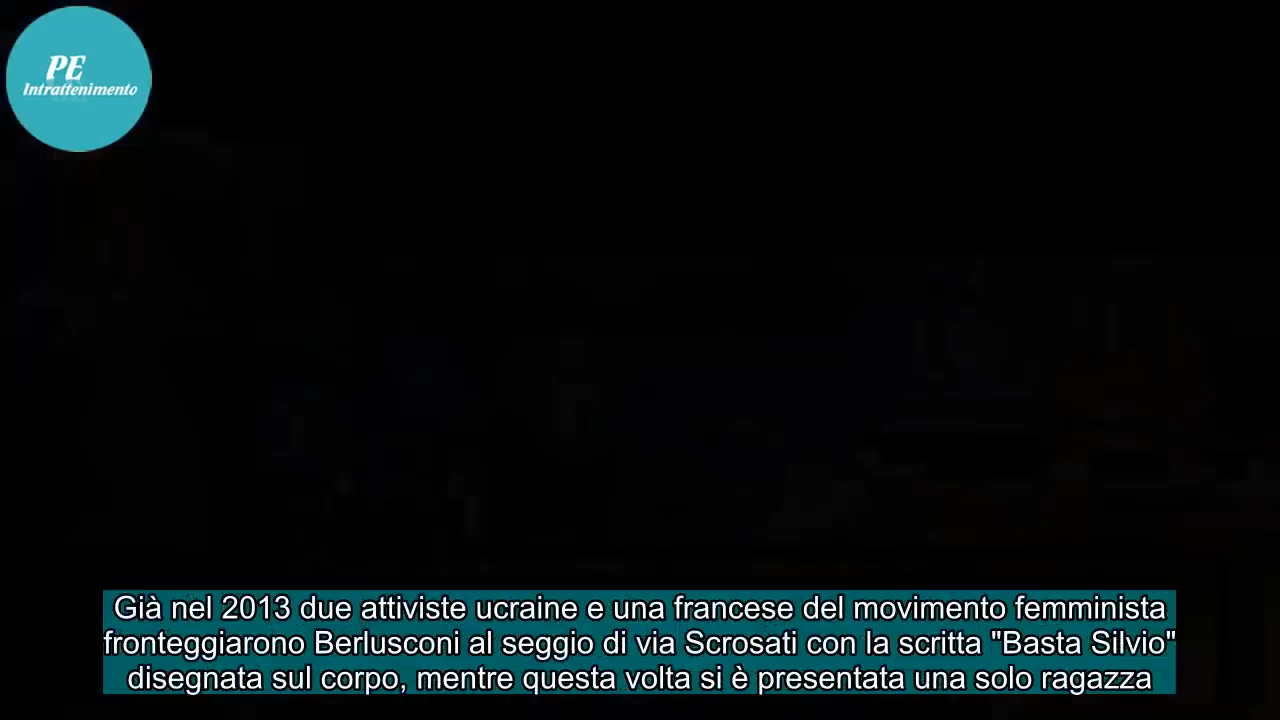 PE
Intrattenimento
Già nel 2013 due attiviste ucraine e una francese del movimento femminista
fronteggiarono Berlusconi al seggio di via Scrosati con la scritta "Basta Silvio"
disegnata sul corpo, mentre questa volta si è presentata una solo ragazza